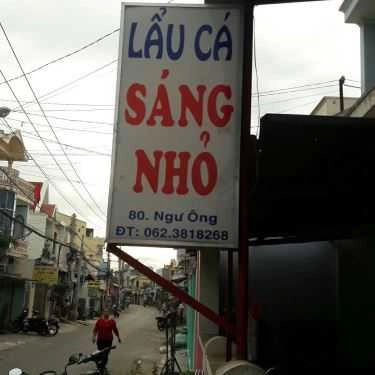 LẨU CÁ
SÁNG
NHỎ
80. Ngư Ông
ĐT: 062.3818268